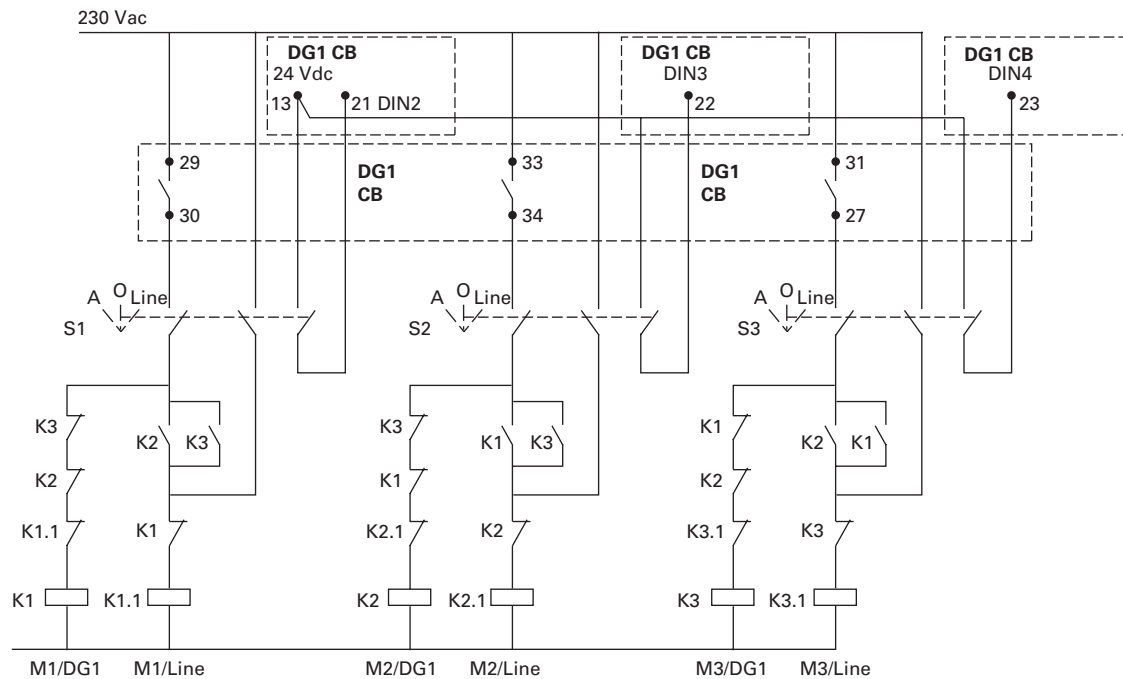 230 Vac
DG1 CB
24 Vdc
13
21 DIN2
DG1 CB
DIN3
22
DG1 CB
DIN4
23
29
30
DG1
CB
33
34
DG1
CB
31
27
A O Line
S1
A O Line
S2
A O Line
S3
K3
K2
K3
K2
K1.1
K1
K1
K1.1
K3
K1
K3
K1
K2.1
K2
K2
K2.1
K1
K2
K1
K2
K3.1
K3
K3
K3.1
M1/DG1
M1/Line
M2/DG1
M2/Line
M3/DG1
M3/Line